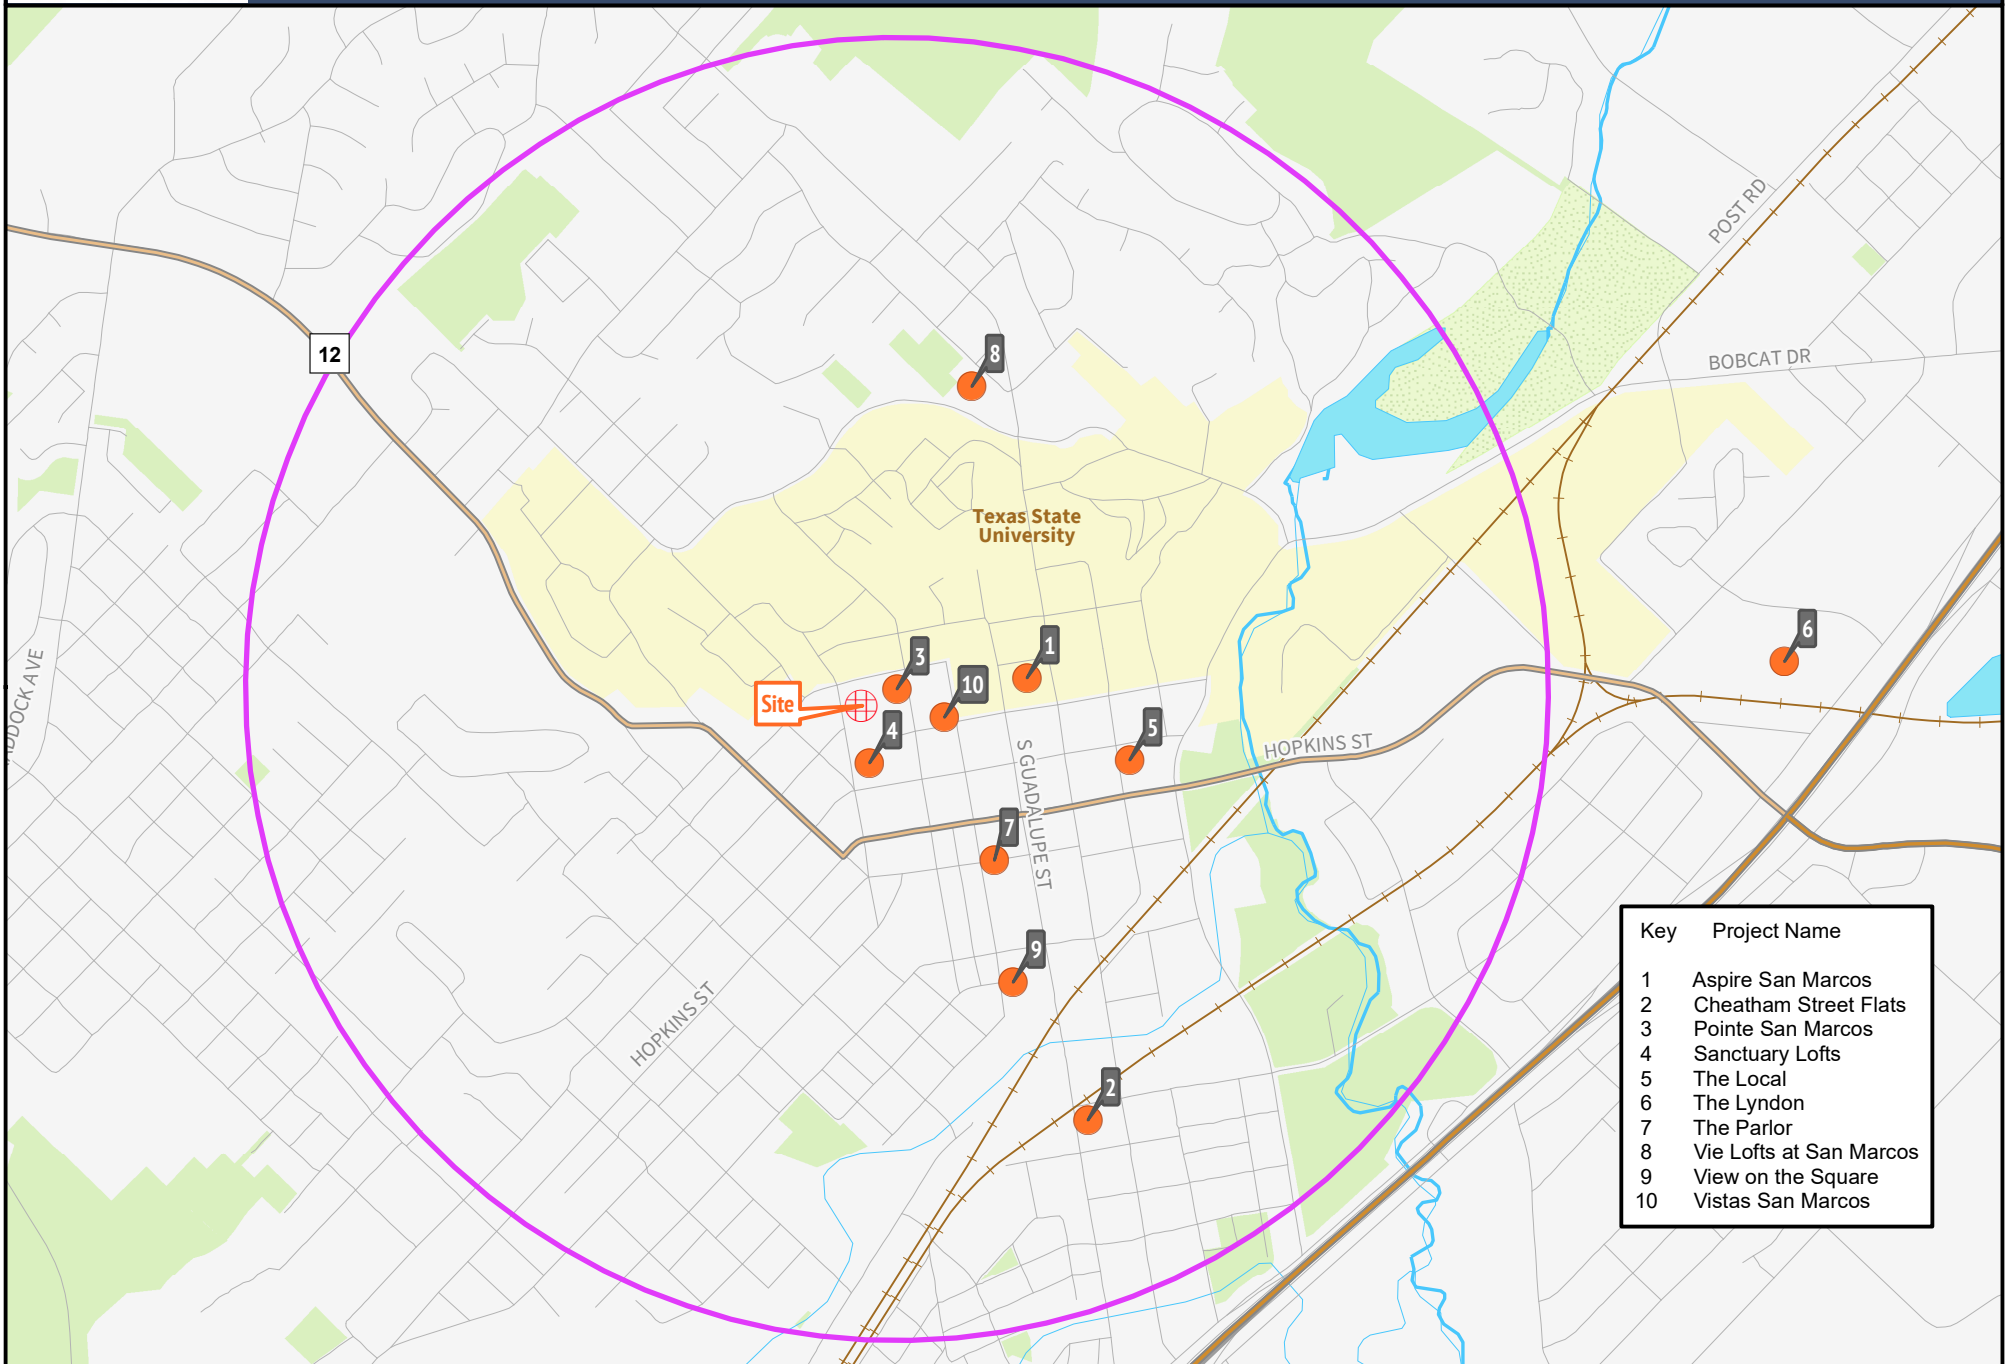 POST RD
12
8
BOBCAT DR
Texas State
University
6
1
3
10
Site
4
5
S GUADALUPE ST
HOPKINS ST
7
9
HOPKINS ST
2
Key Project Name
1 Aspire San Marcos
2 Cheatham Street Flats
3 Pointe San Marcos
4 Sanctuary Lofts
5 The Local
6 The Lyndon
7 The Parlor
8 Vie Lofts at San Marcos
9 View on the Square
10 Vistas San Marcos